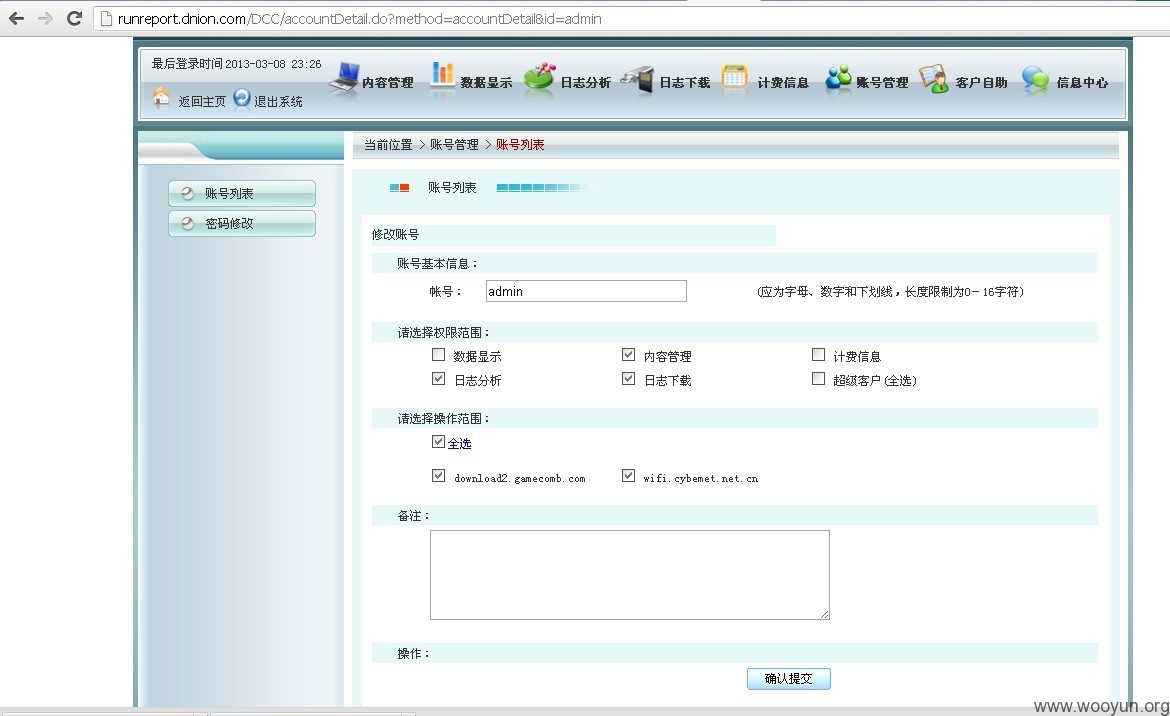 runreport.dnion.com/DCC/accountDetail.do?method=accountDetail&id=admin
最后登录时间 2013-03-08 23:26
返回主页 退出系统
内容管理 数据显示 日志分析 日志下载 计费信息 账号管理 客户自助 信息中心
当前位置 > 账号管理 > 账号列表
账号列表
密码修改
账号列表
修改账号
账号基本信息：
帐号： admin (应为字母、数字和下划线，长度限制为0-16字符)
请选择权限范围：
数据显示 内容管理 计费信息
日志分析 日志下载 超级客户(全选)
请选择操作范围：
全选
download2.gamecomb.com wifi.cybemet.net.cn
备注：
操作：
确认提交
www.wooyun.org